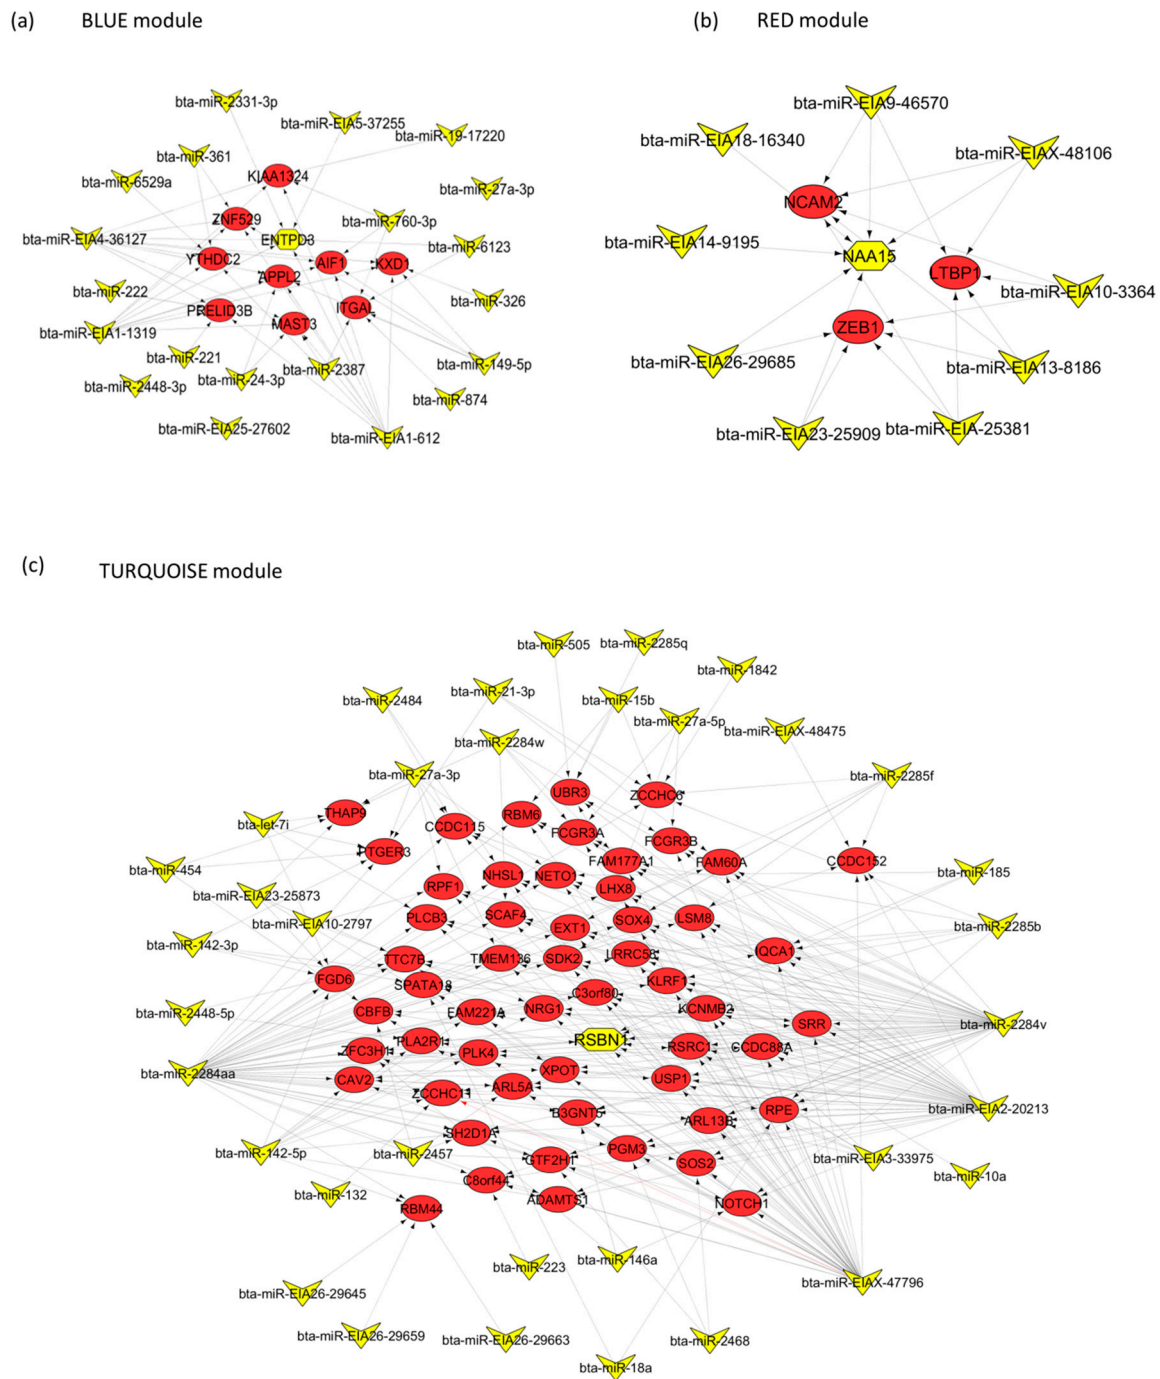 (a)
BLUE module
(b)
RED module
bta-miR-2331-3p
bta-miR-EIA5-37255
bta-miR-19-17220
bta-miR-361
KIAA1324
bta-miR-6529a
bta-miR-27a-3p
ZNF529
bta-miR-760-3p
bta-miR-EIA4-36127
ENTPD3
bta-miR-6123
YTHDC2
AIF1
KXD1
APPL2
bta-miR-222
bta-miR-326
PRELID3B
ITGAL
bta-miR-EIA1-1319
MAST3
bta-miR-221
bta-miR-2387
bta-miR-149-5p
bta-miR-2448-3p
bta-miR-24-3p
bta-miR-874
bta-miR-EIA25-27602
bta-miR-EIA1-612
bta-miR-EIA9-46570
bta-miR-EIA18-16340
bta-miR-EIAX-48106
NCAM2
bta-miR-EIA14-9195
NAA15
LTBP1
bta-miR-EIA10-3364
ZEB1
bta-miR-EIA26-29685
bta-miR-EIA13-8186
bta-miR-EIA23-25909
bta-miR-EIA-25381
(c)
TURQUOISE module
bta-miR-505
bta-miR-2285q
bta-miR-1842
bta-miR-21-3p
bta-miR-2484
bta-miR-15b
bta-miR-27a-5p
bta-miR-EIAX-48475
bta-miR-2284w
bta-miR-27a-3p
bta-miR-2285f
UBR3
ZCCHC6
THAP9
RBM6
bta-let-7i
CCDC115
FCGR3A
FCGR3B
PTGER3
FAM177A1
FAM60A
CCDC152
bta-miR-454
NHSL1
NETO1
bta-miR-185
RPF1
LHX8
bta-miR-EIA23-25873
PLCB3
SCAF4
SOX4
LSM8
bta-miR-EIA10-2797
EXT1
bta-miR-2285b
bta-miR-142-3p
TTC7B
TMEM136
SDK2
LRRC58
IQCA1
FGD6
SPATA18
KLRF1
C3orf80
bta-miR-2448-5p
CBFB
FAM221A
NRG1
KCNMB2
SRR
bta-miR-2284v
RSBN1
ZFC3H1
PLA2R1
PLK4
RSRC1
CCDC88A
bta-miR-2284aa
CAV2
XPOT
USP1
ZCCHC11
ARL5A
B3GNT5
ARL13B
RPE
bta-miR-EIA2-20213
SH2D1A
bta-miR-142-5p
bta-miR-2457
GTF2H1
PGM3
SOS2
bta-miR-EIA3-33975
bta-miR-10a
C8orf44
bta-miR-132
RBM44
ADAMTS1
NOTCH1
bta-miR-223
bta-miR-146a
bta-miR-EIAX-47796
bta-miR-EIA26-29645
bta-miR-EIA26-29659
bta-miR-EIA26-29663
bta-miR-2468
bta-miR-18a